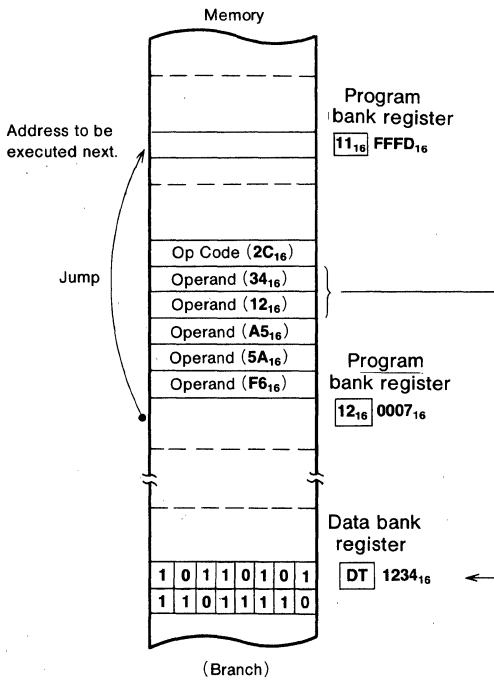 Memory
Program
bank register
11₁₆ FFFD₁₆
Address to be
executed next.
Jump
Op Code (2C₁₆)
Operand (34₁₆)
Operand (12₁₆)
Operand (A5₁₆)
Operand (5A₁₆)
Operand (F6₁₆)
Program
bank register
12₁₆ 0007₁₆
Data bank
register
DT 1234₁₆
1 0 1 1 0 1 0 1
1 1 0 1 1 1 1 0
(Branch)